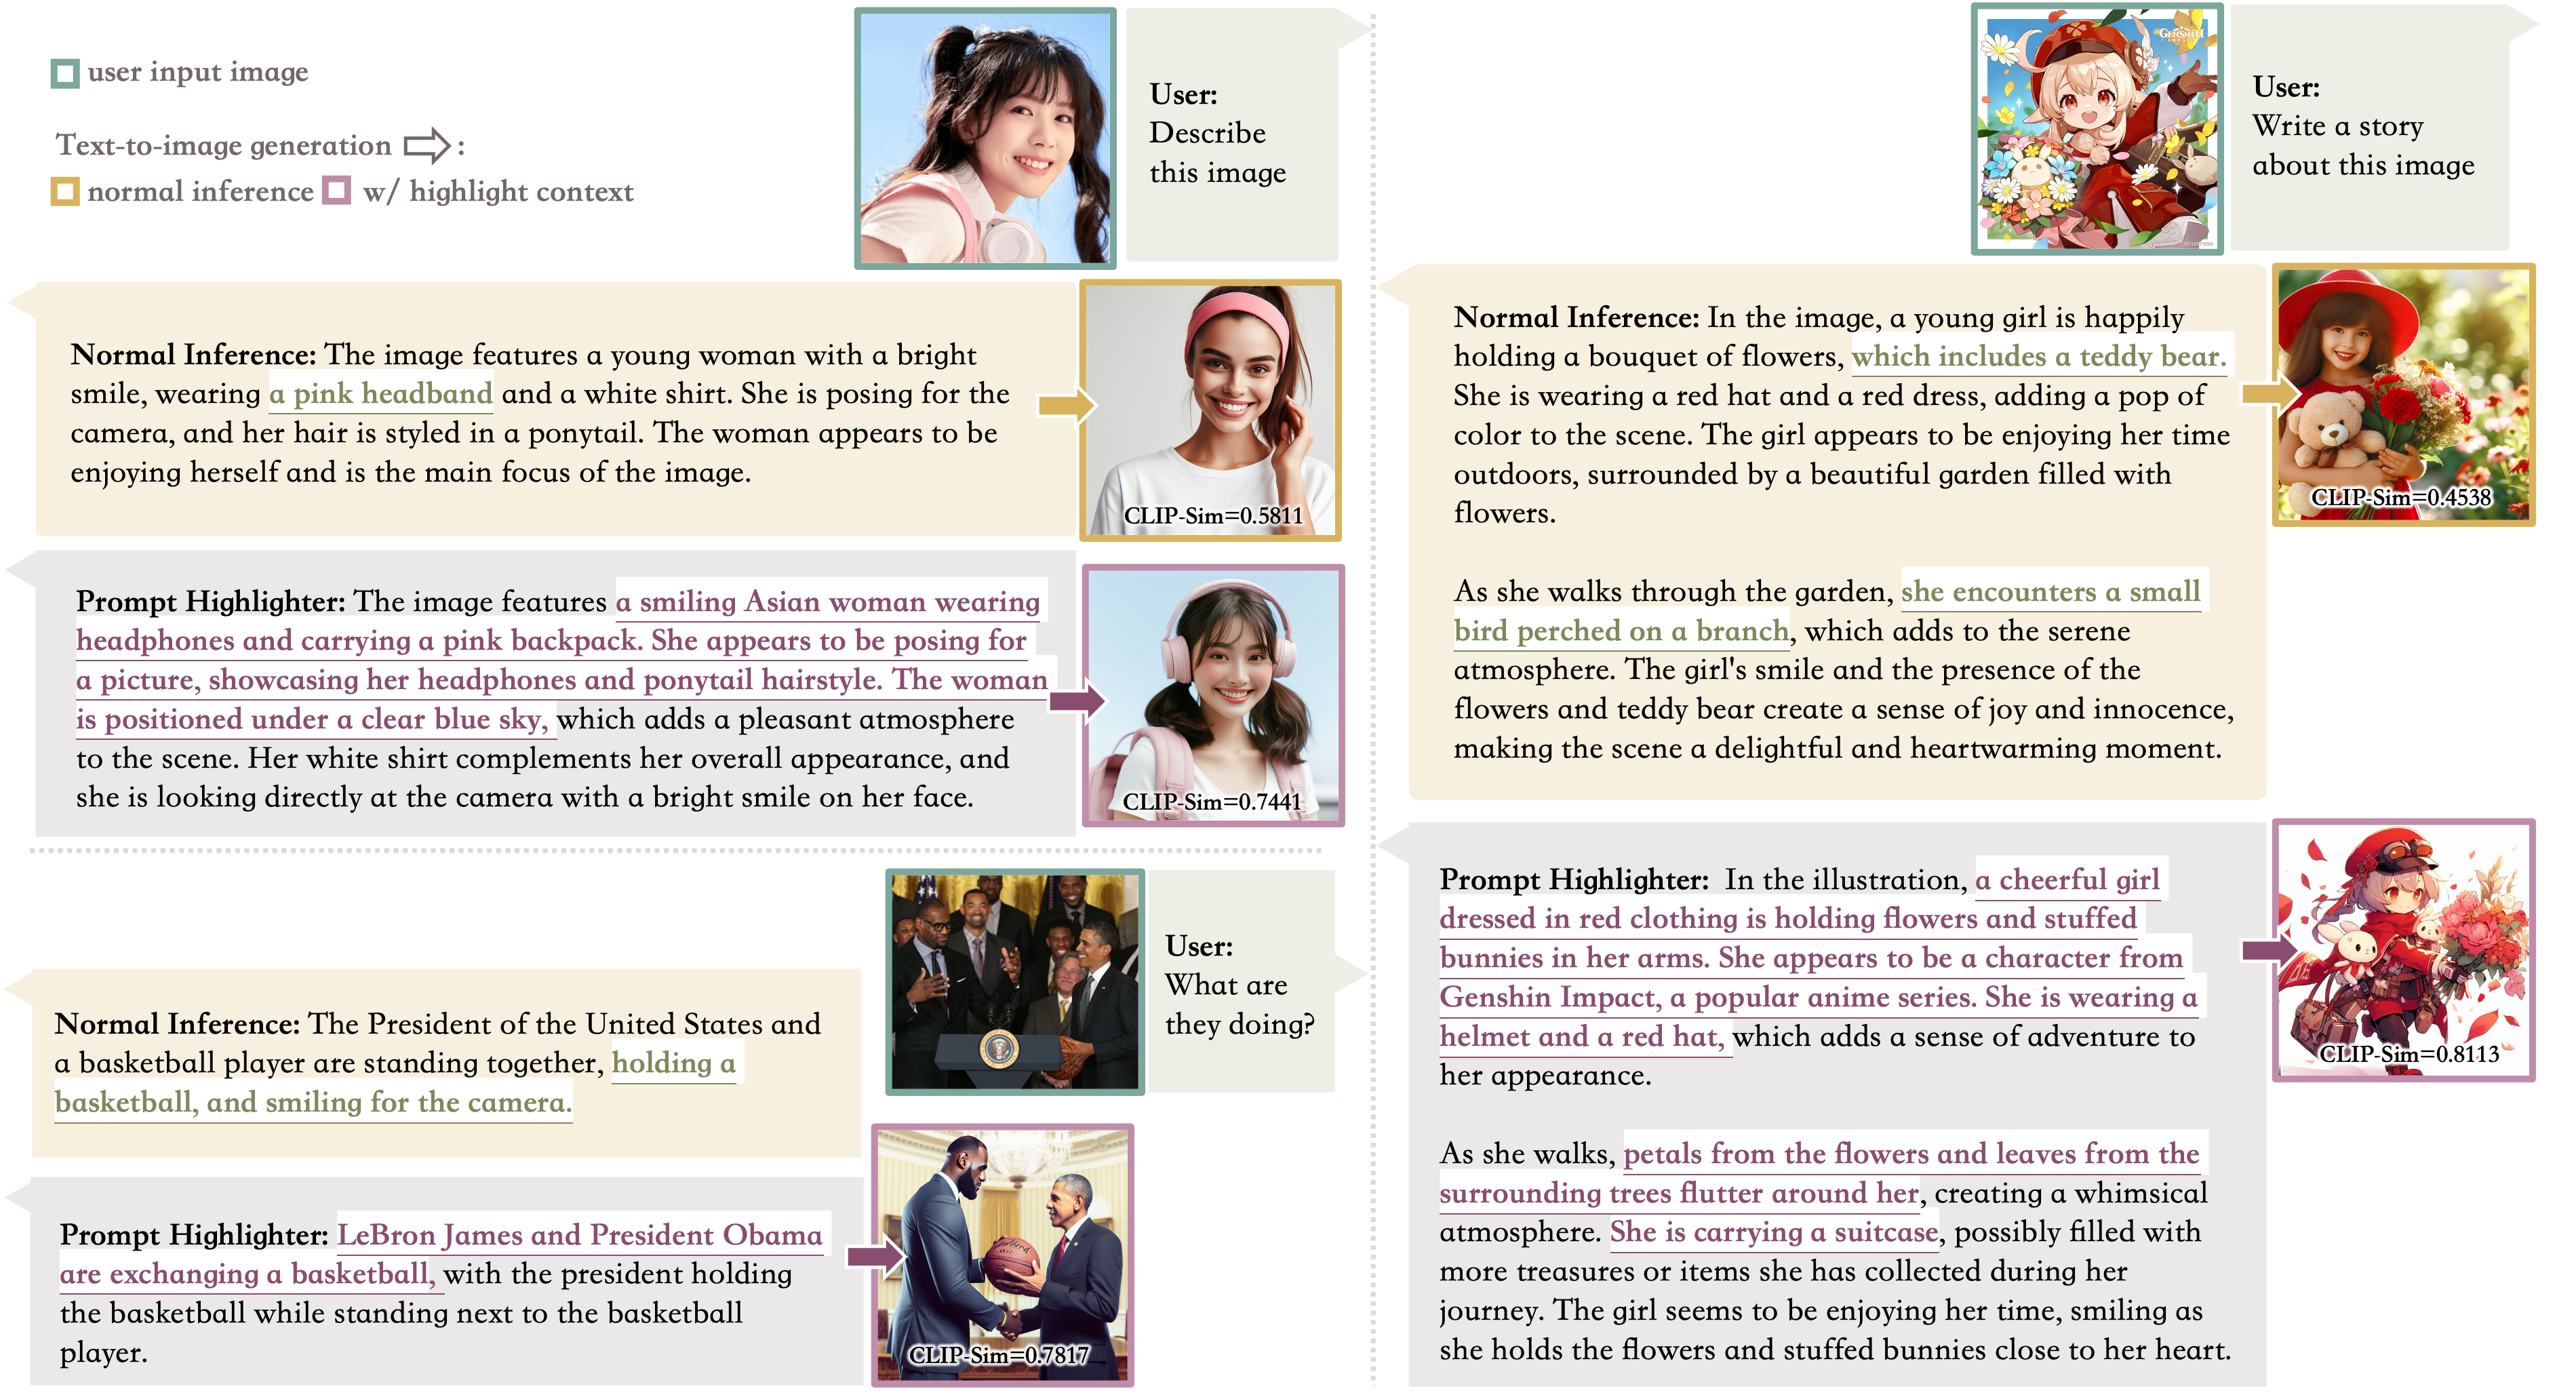 user input image
Text-to-image generation :
normal inference w/ highlight context
User:
Describe
this image
Normal Inference: The image features a young woman with a bright
smile, wearing a pink headband and a white shirt. She is posing for the
camera, and her hair is styled in a ponytail. The woman appears to be
enjoying herself and is the main focus of the image.
CLIP-Sim=0.5811
Prompt Highlighter: The image features a smiling Asian woman wearing
headphones and carrying a pink backpack. She appears to be posing for
a picture, showcasing her headphones and ponytail hairstyle. The woman
is positioned under a clear blue sky, which adds a pleasant atmosphere
to the scene. Her white shirt complements her overall appearance, and
she is looking directly at the camera with a bright smile on her face.
CLIP-Sim=0.7441
User:
What are
they doing?
Normal Inference: The President of the United States and
a basketball player are standing together, holding a
basketball, and smiling for the camera.
Prompt Highlighter: LeBron James and President Obama
are exchanging a basketball, with the president holding
the basketball while standing next to the basketball
player.
CLIP-Sim=0.7817
GENSHIN
User:
Write a story
about this image
Normal Inference: In the image, a young girl is happily
holding a bouquet of flowers, which includes a teddy bear.
She is wearing a red hat and a red dress, adding a pop of
color to the scene. The girl appears to be enjoying her time
outdoors, surrounded by a beautiful garden filled with
flowers.
As she walks through the garden, she encounters a small
bird perched on a branch, which adds to the serene
atmosphere. The girl's smile and the presence of the
flowers and teddy bear create a sense of joy and innocence,
making the scene a delightful and heartwarming moment.
CLIP-Sim=0.4538
Prompt Highlighter: In the illustration, a cheerful girl
dressed in red clothing is holding flowers and stuffed
bunnies in her arms. She appears to be a character from
Genshin Impact, a popular anime series. She is wearing a
helmet and a red hat, which adds a sense of adventure to
her appearance.
As she walks, petals from the flowers and leaves from the
surrounding trees flutter around her, creating a whimsical
atmosphere. She is carrying a suitcase, possibly filled with
more treasures or items she has collected during her
journey. The girl seems to be enjoying her time, smiling as
she holds the flowers and stuffed bunnies close to her heart.
CLIP-Sim=0.8113